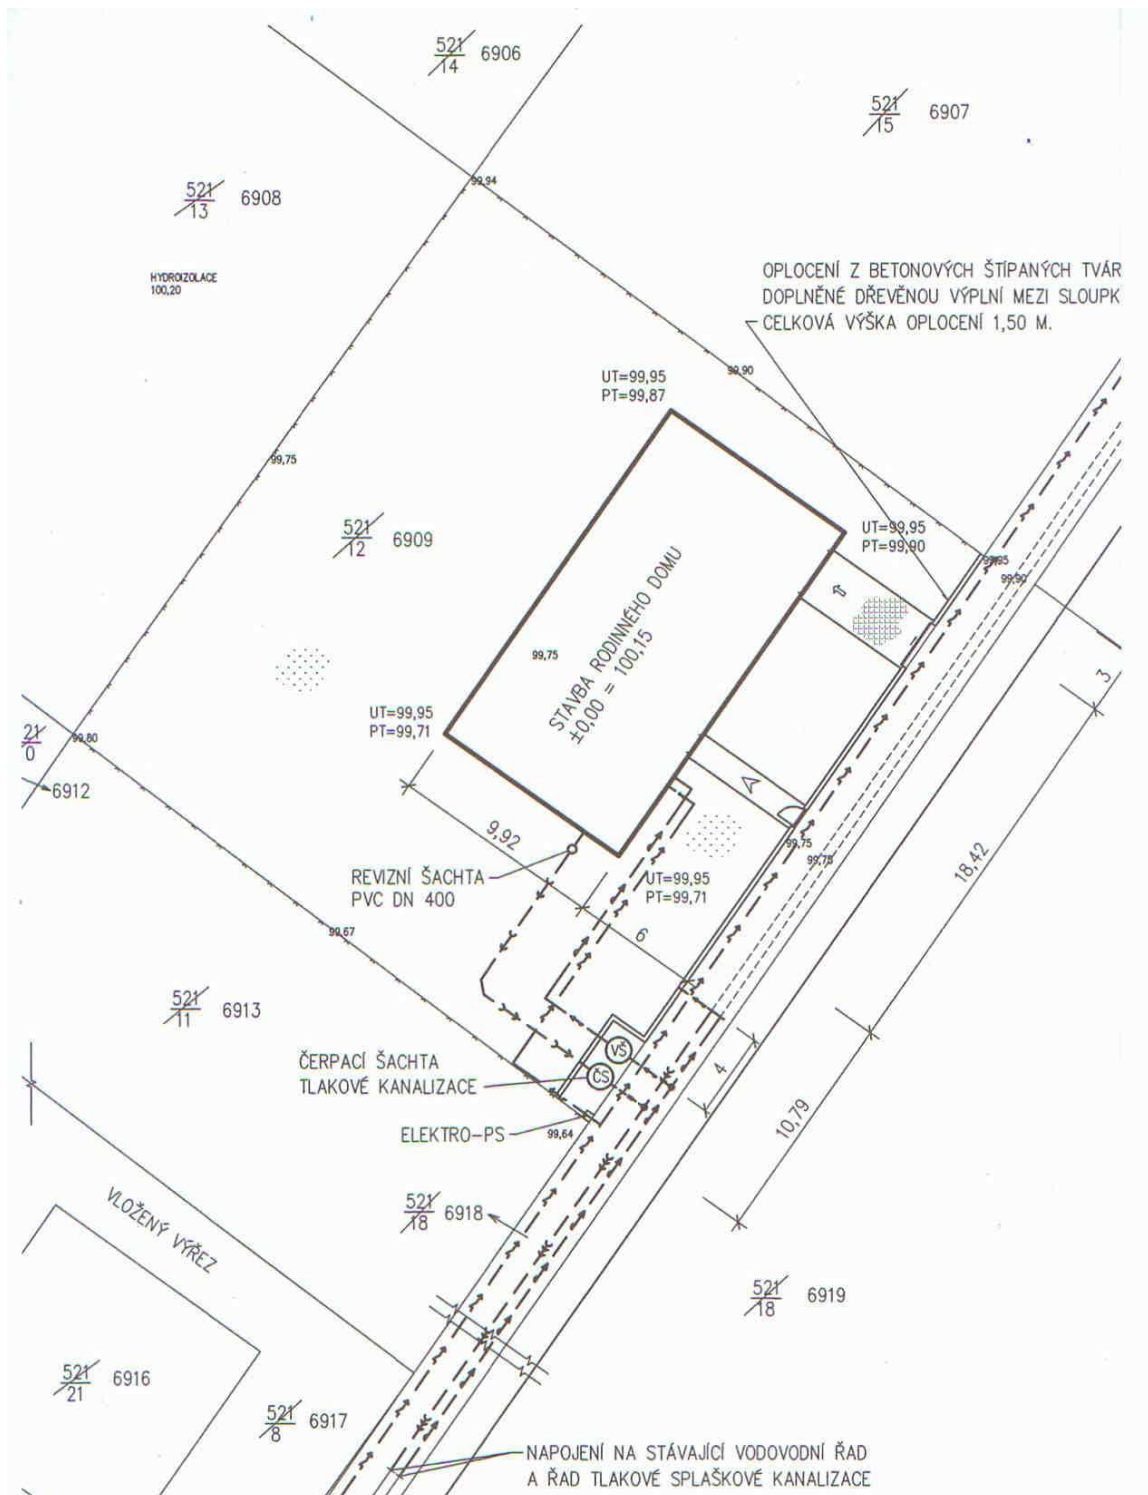 521 6906
14
521 6907
15
99,94
521 6908
13
HYDROIZOLACE
100,20
OPLOCENÍ Z BETONOVÝCH ŠTÍPANÝCH TVÁR
DOPLNĚNÉ DŘEVĚNOU VÝPLNÍ MEZI SLOUPK
CELKOVÁ VÝŠKA OPLOCENÍ 1,50 M.
UT=99,95
PT=99,87
99,90
99,75
521 6909
12
UT=99,95
PT=99,90
99,95
99,90
STAVBA RODINNÉHO DOMU
±0,00 = 100,15
99,75
3
UT=99,95
PT=99,71
21
0
99,80
6912
9,92
99,75
99,75
18,42
REVIZNÍ ŠACHTA
PVC DN 400
UT=99,95
PT=99,71
99,67
6
521 6913
11
VŠ
ČERPACÍ ŠACHTA
TLAKOVÉ KANALIZACE
ČS
4
10,79
ELEKTRO-PS
99,64
VLOŽENÝ VÝŘEZ
521 6918
18
521 6919
18
521 6916
21
521 6917
8
NAPOJENÍ NA STÁVAJÍCÍ VODOVODNÍ ŘAD
A ŘAD TLAKOVÉ SPLAŠKOVÉ KANALIZACE